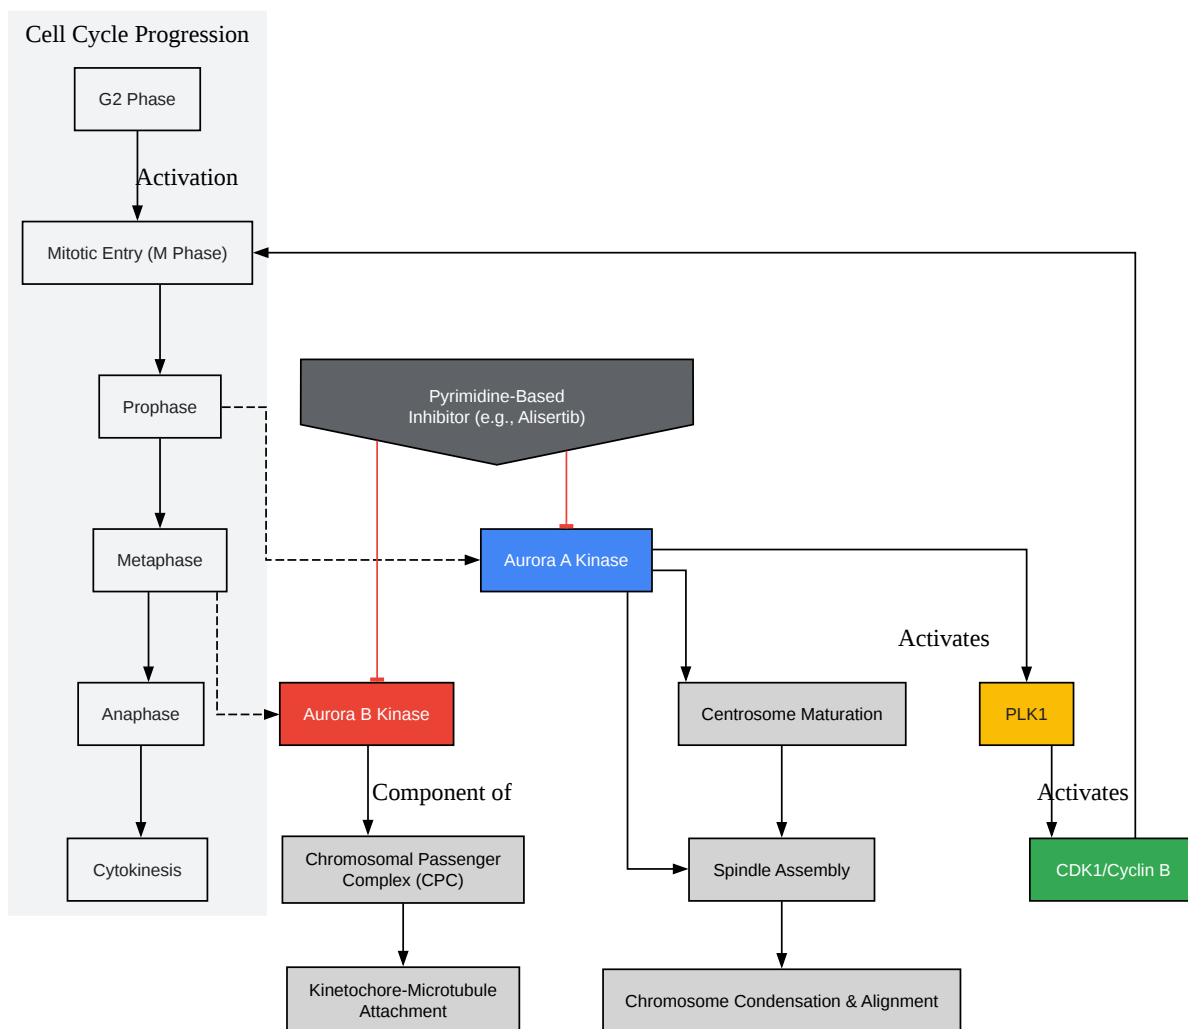 Cell Cycle Progression
G2 Phase
Activation
Mitotic Entry (M Phase)
Prophase
Pyrimidine-Based
Inhibitor (e.g., Alisertib)
Metaphase
Aurora A Kinase
Activates
Anaphase
Aurora B Kinase
Centrosome Maturation
PLK1
Component of
Activates
Cytokinesis
Chromosomal Passenger
Complex (CPC)
Spindle Assembly
CDK1/Cyclin B
Kinetochore-Microtubule
Attachment
Chromosome Condensation & Alignment